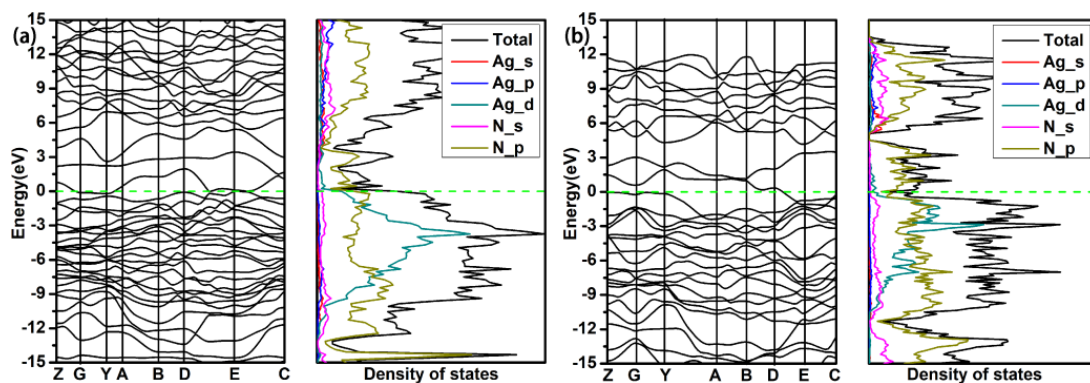 (a)
Energy(eV)
15
12
9
6
3
0
-3
-6
-9
-12
-15
Z G Y A B D E C
Total
Ag_s
Ag_p
Ag_d
N_s
N_p
Density of states
(b)
Energy(eV)
15
12
9
6
3
0
-3
-6
-9
-12
-15
Z G Y A B D E C
Total
Ag_s
Ag_p
Ag_d
N_s
N_p
Density of states